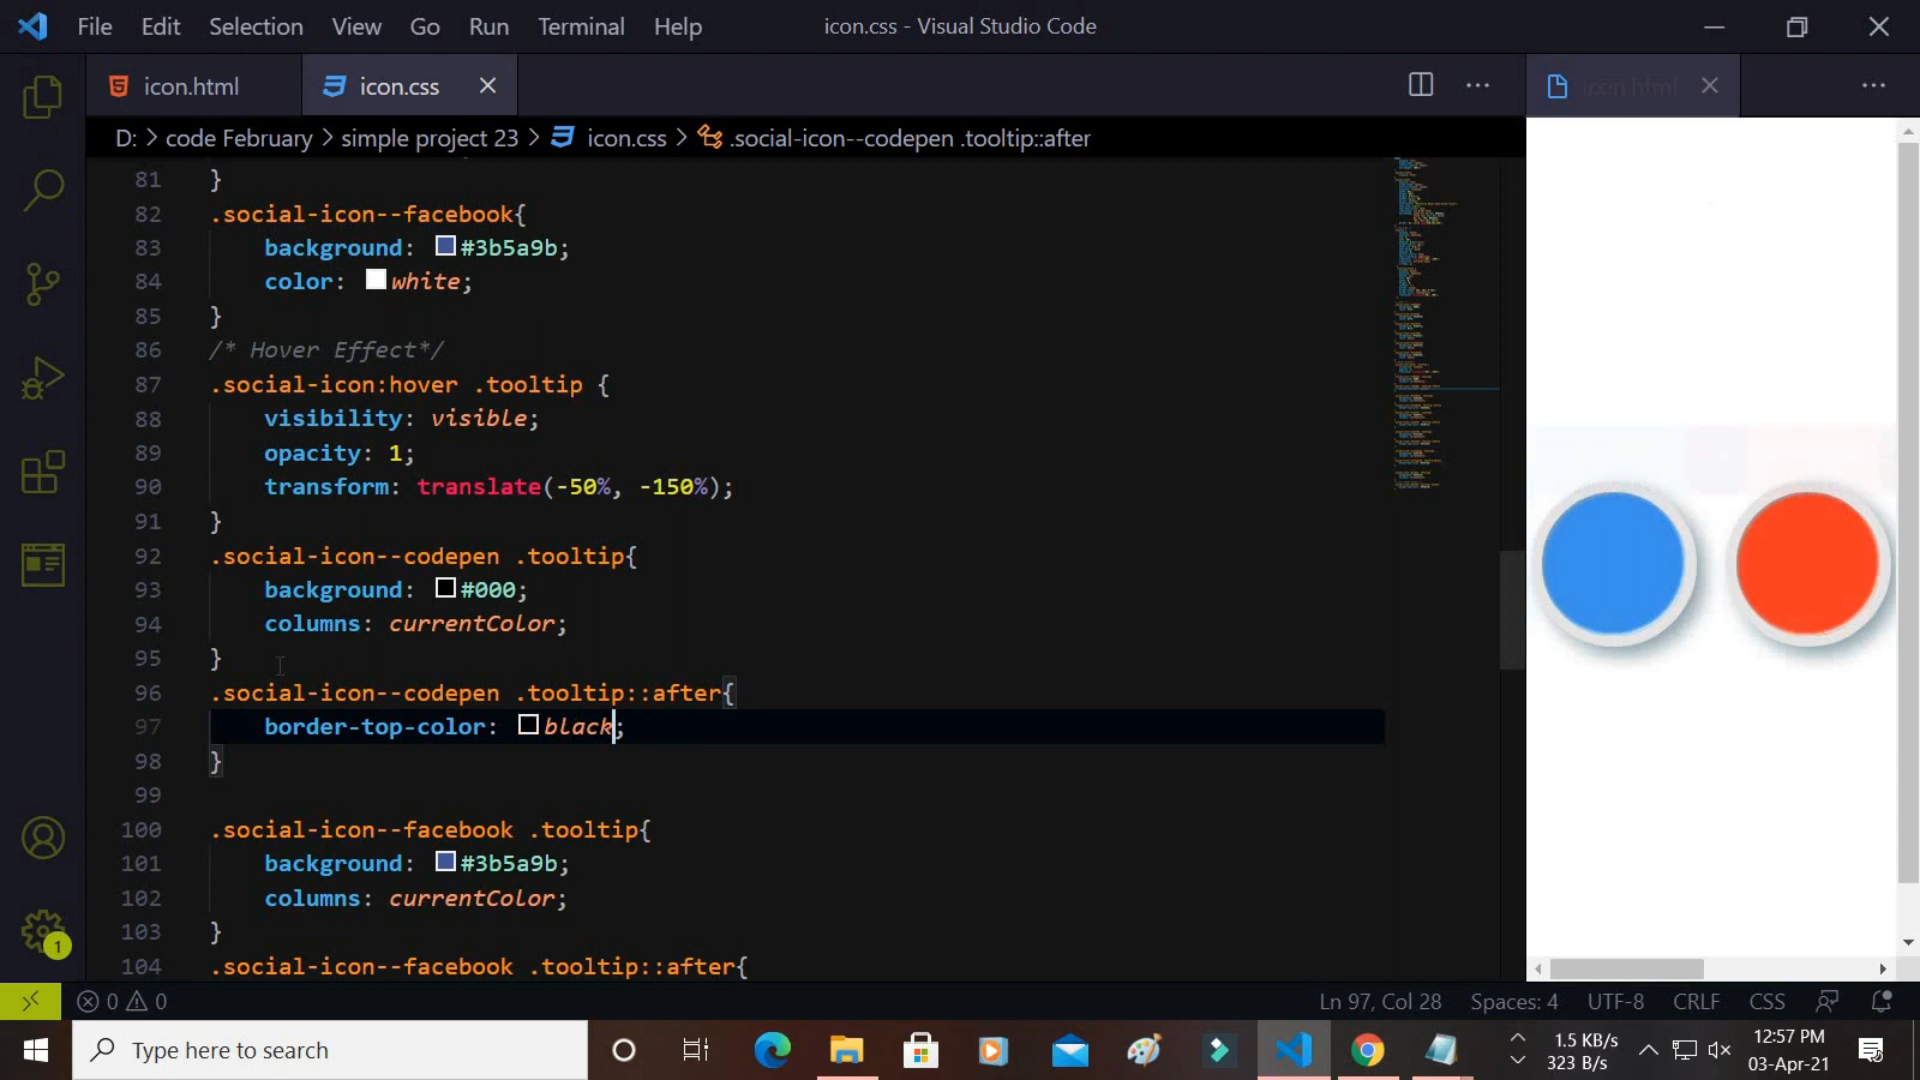 File Edit Selection View Go Run Terminal Help icon.css - Visual Studio Code
icon.html icon.css icon.html
D: > code February > simple project 23 > icon.css > .social-icon--codepen .tooltip::after
81 }
82 .social-icon--facebook{
83 background: #3b5a9b;
84 color: white;
85 }
86 /* Hover Effect*/
87 .social-icon:hover .tooltip {
88 visibility: visible;
89 opacity: 1;
90 transform: translate(-50%, -150%);
91 }
92 .social-icon--codepen .tooltip{
93 background: #000;
94 columns: currentColor;
95 }
96 .social-icon--codepen .tooltip::after{
97 border-top-color: black;
98 }
99
100 .social-icon--facebook .tooltip{
101 background: #3b5a9b;
102 columns: currentColor;
103 }
104 .social-icon--facebook .tooltip::after{
1
0 0 Ln 97, Col 28 Spaces: 4 UTF-8 CRLF CSS
Type here to search
1.5 KB/s
323 B/s
12:57 PM
03-Apr-21